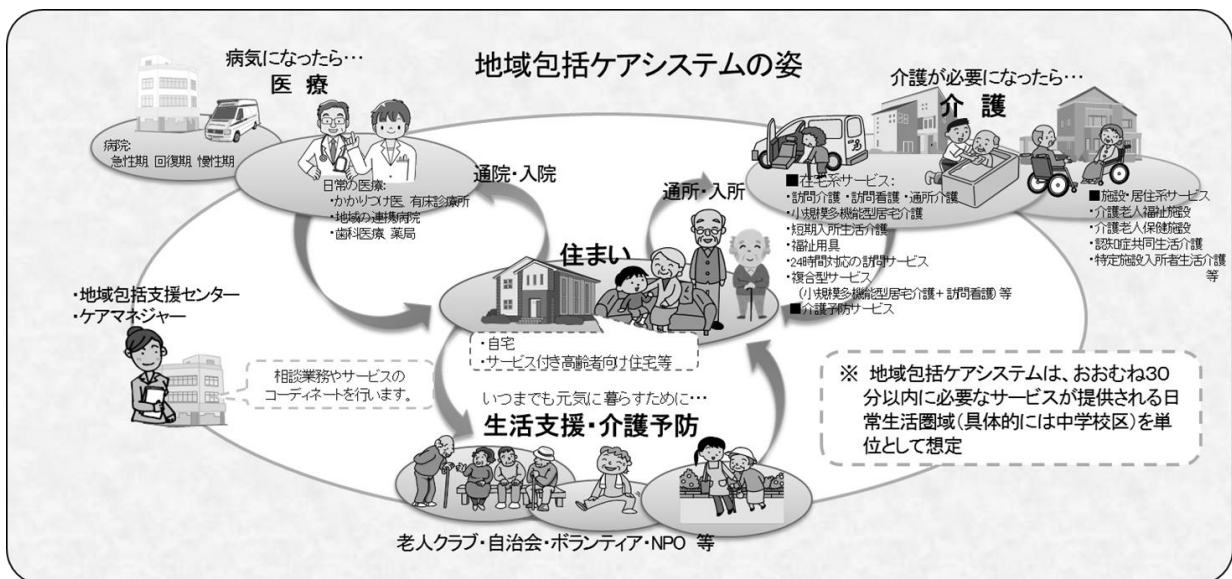 地域包括ケアシステムの姿
病気になったら…
医 療
病院:
急性期 回復期 慢性期
日常の医療:
・かかりつけ医、有床診療所
・地域の連携病院
・歯科医療、薬局
通院・入院
通所・入所
介護が必要になったら…
介 護
■在宅系サービス:
・訪問介護 ・訪問看護 ・通所介護
・小規模多機能型居宅介護
・短期入所生活介護
・福祉用具
・24時間対応の訪問サービス
・複合型サービス
(小規模多機能型居宅介護+訪問看護) 等
■介護予防サービス
■施設・居住系サービス
・介護老人福祉施設
・介護老人保健施設
・認知症共同生活介護
・特定施設入所者生活介護
等
住まい
・自宅
・サービス付き高齢者向け住宅等
・地域包括支援センター
・ケアマネジャー
相談業務やサービスの
コーディネートを行います。
いつまでも元気に暮らすために…
生活支援・介護予防
老人クラブ・自治会・ボランティア・NPO 等
※ 地域包括ケアシステムは、おおむね30
分以内に必要なサービスが提供される日
常生活圏域(具体的には中学校区)を単
位として想定